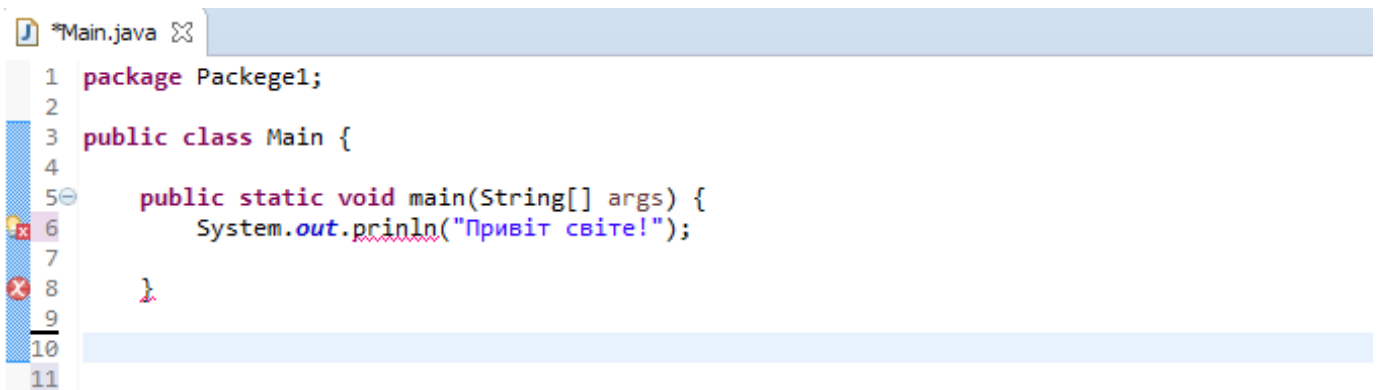 *Main.java
1 package Packege1;
2
3 public class Main {
4
5 public static void main(String[] args) {
6 System.out.prinln("Привіт світе!");
7
8 }
9
10
11